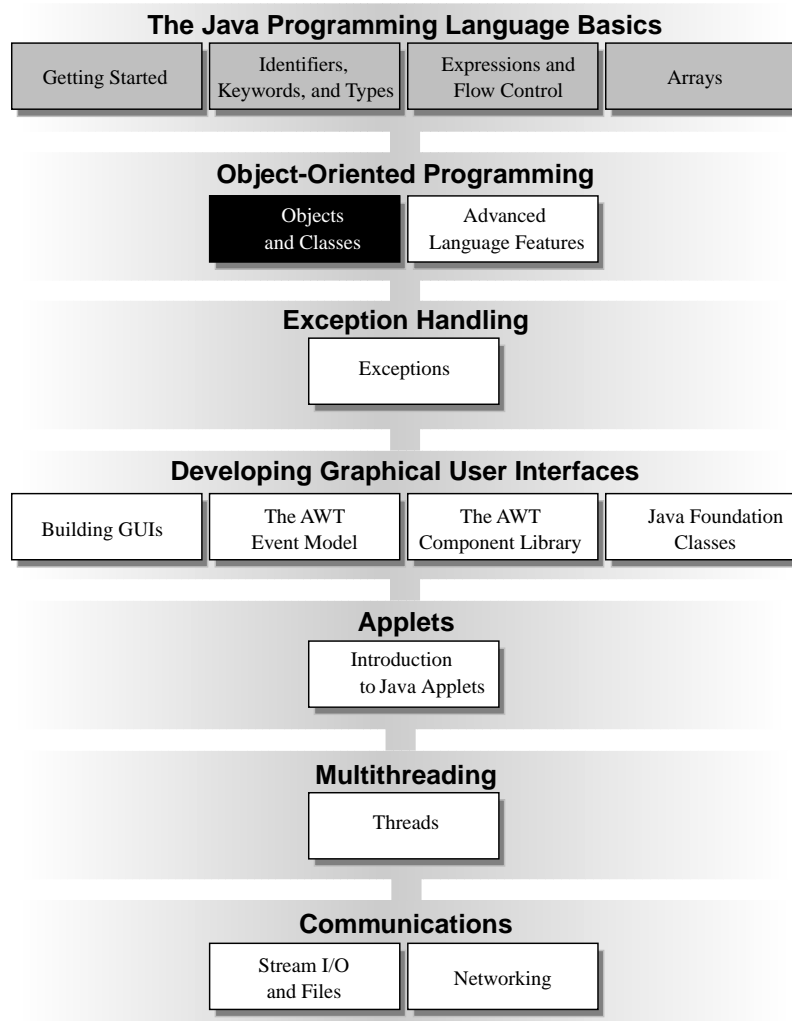 The Java Programming Language Basics
Getting Started
Identifiers,
Keywords, and Types
Expressions and
Flow Control
Arrays
Object-Oriented Programming
Objects
and Classes
Advanced
Language Features
Exception Handling
Exceptions
Developing Graphical User Interfaces
Building GUIs
The AWT
Event Model
The AWT
Component Library
Java Foundation
Classes
Applets
Introduction
to Java Applets
Multithreading
Threads
Communications
Stream I/O
and Files
Networking